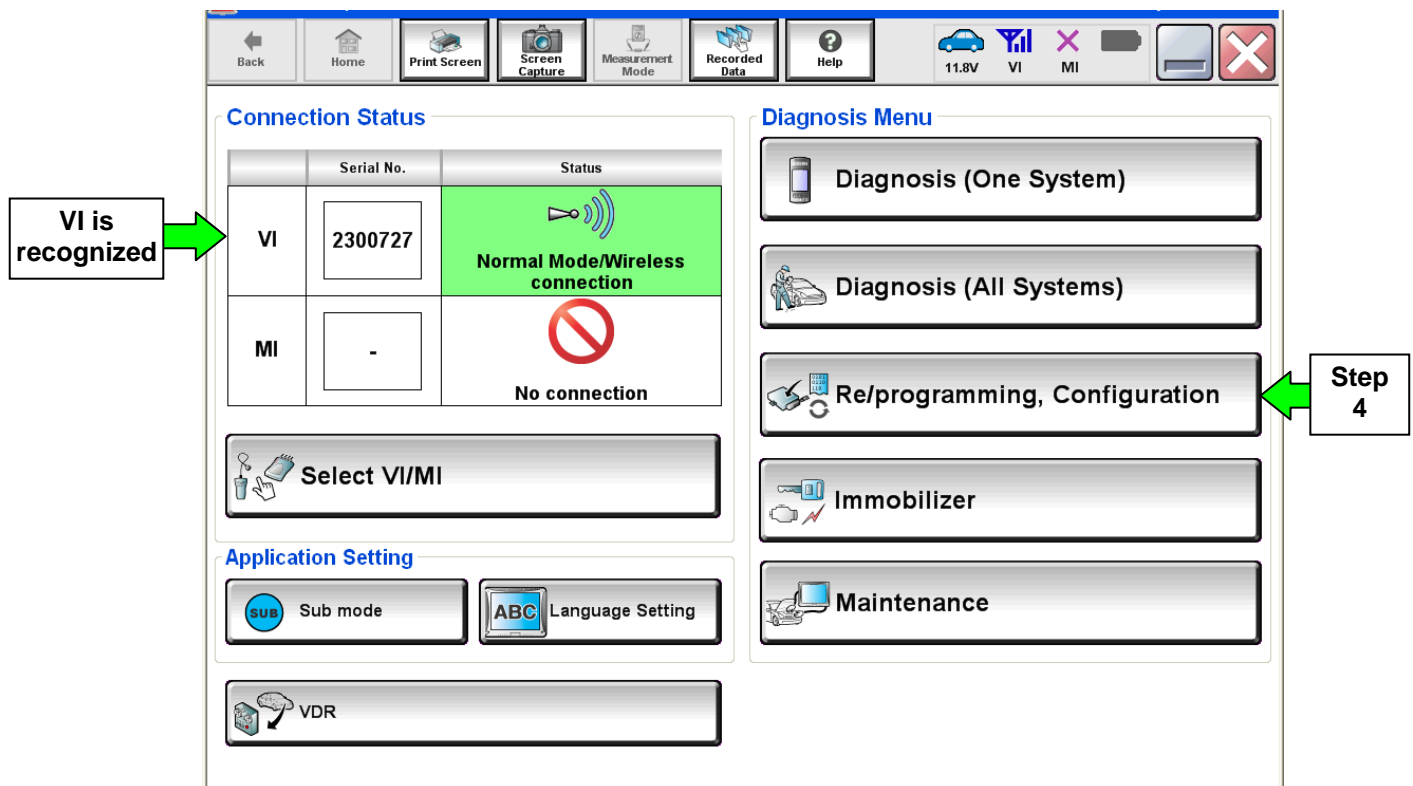 Back
Home
Print Screen
Screen
Capture
Measurement
Mode
Recorded
Data
Help
11.8V
VI
MI
Connection Status
Serial No.
Status
VI
2300727
Normal Mode/Wireless
connection
MI
-
No connection
Select VI/MI
Application Setting
SUB
Sub mode
ABC
Language Setting
VDR
Diagnosis Menu
Diagnosis (One System)
Diagnosis (All Systems)
Re/programming, Configuration
Immobilizer
Maintenance
VI is
recognized
Step
4